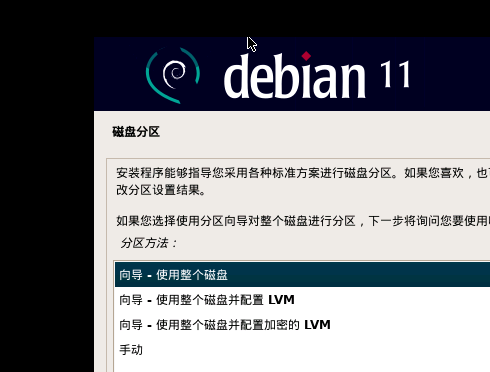 debian 11
磁盘分区
安装程序能够指导您采用各种标准方案进行磁盘分区。如果您喜欢，也
改分区设置结果。
如果您选择使用分区向导对整个磁盘进行分区，下一步将询问您要使用
分区方法：
向导 - 使用整个磁盘
向导 - 使用整个磁盘并配置 LVM
向导 - 使用整个磁盘并配置加密的 LVM
手动